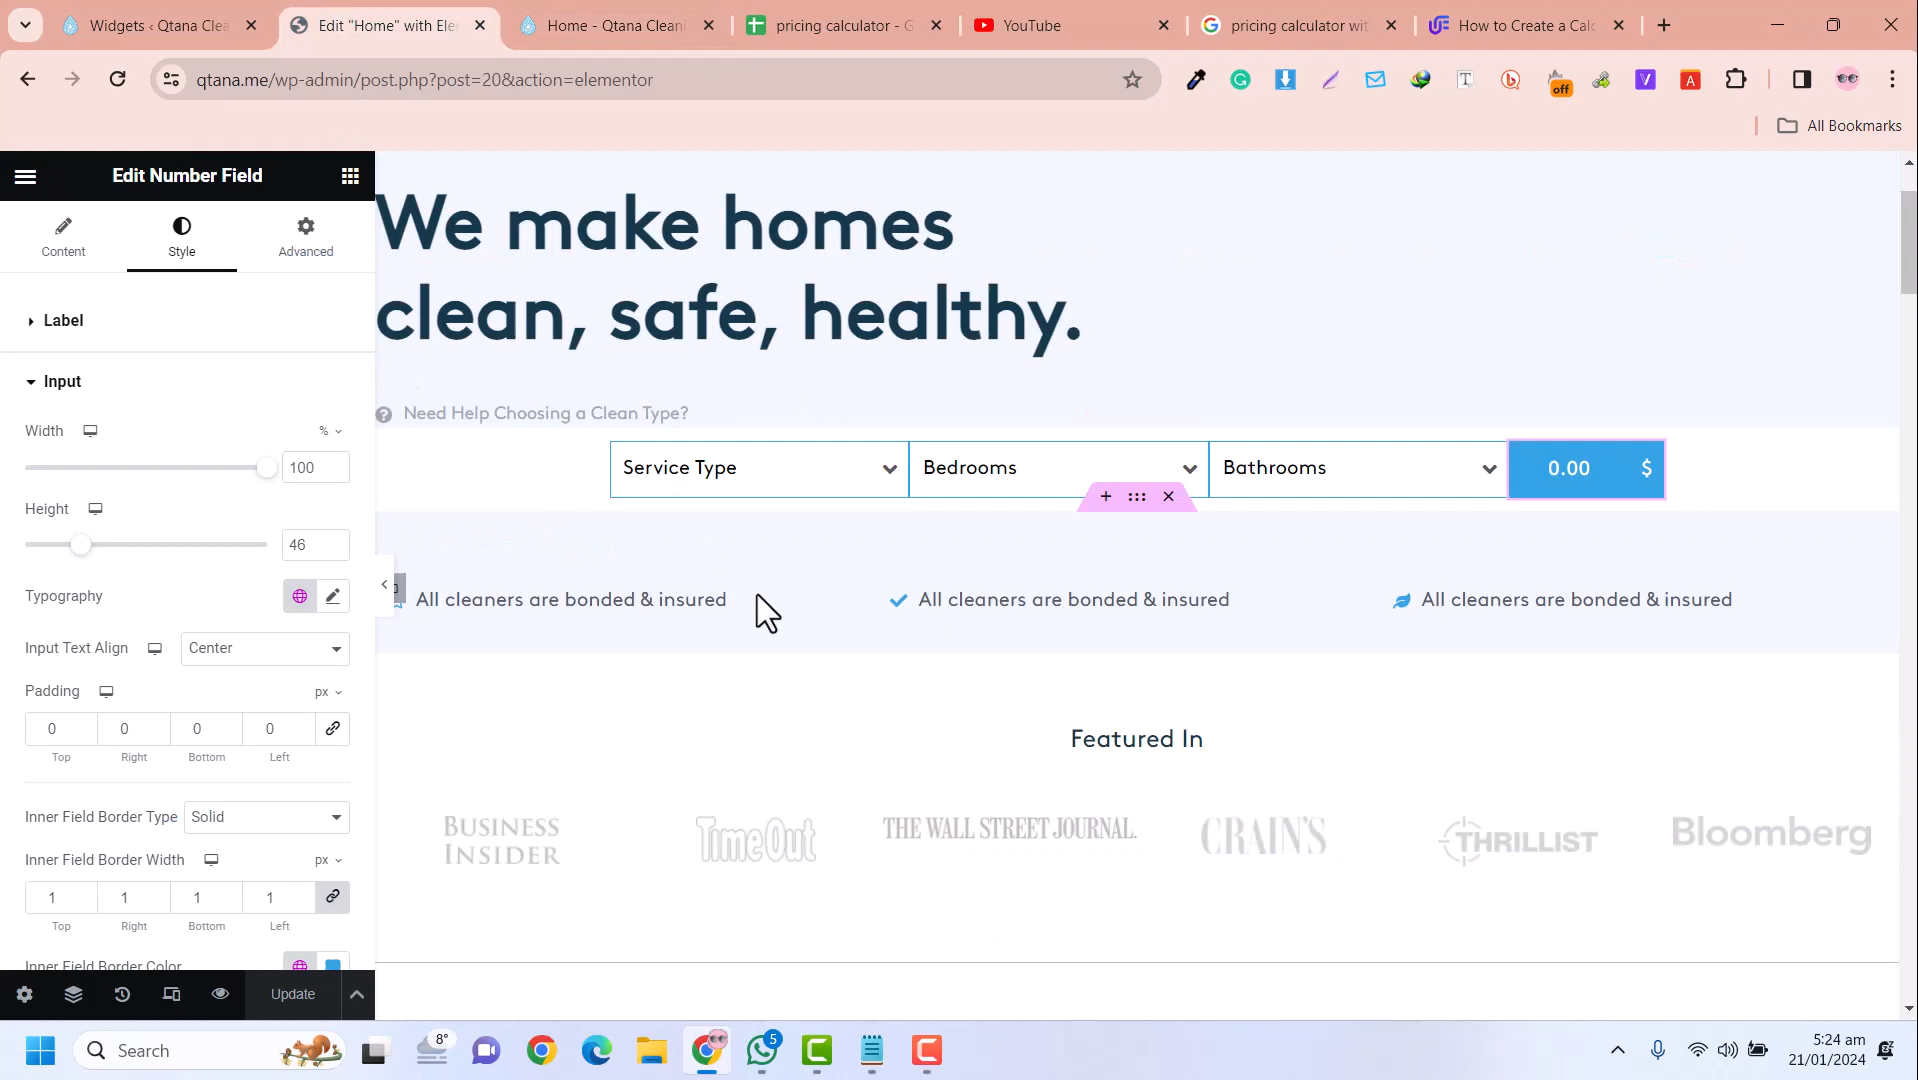 Widgets ‹ Qtana Clea
Edit "Home" with Ele
Home - Qtana Cleani
pricing calculator - G
YouTube
pricing calculator wit
How to Create a Calc
qtana.me/wp-admin/post.php?post=20&action=elementor
off
All Bookmarks
Edit Number Field
Content
Style
Advanced
Label
Input
Width
%
100
Height
46
Typography
Input Text Align
Center
Padding
px
0 0 0 0
Top Right Bottom Left
Inner Field Border Type
Solid
Inner Field Border Width
px
1 1 1 1
Top Right Bottom Left
Inner Field Border Color
Update
We make homes
clean, safe, healthy.
Need Help Choosing a Clean Type?
Service Type
Bedrooms
Bathrooms
0.00 $
All cleaners are bonded & insured
All cleaners are bonded & insured
All cleaners are bonded & insured
Featured In
BUSINESS
INSIDER
TimeOut
THE WALL STREET JOURNAL.
CRAIN'S
THRILLIST
Bloomberg
Search
8°
5
5:24 am
21/01/2024